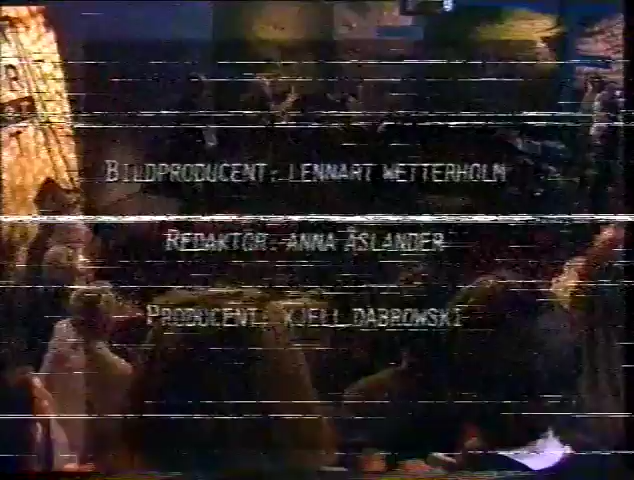 BILDPRODUCENT: LENNART WETTERHOLM
REDAKTÖR: ANNA ÅSLANDER
PRODUCENT: KJELL DABROWSKI